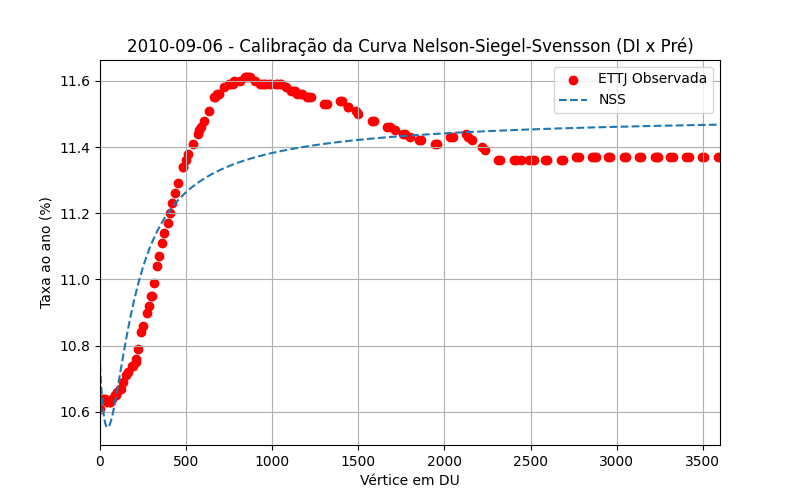 2010-09-06 - Calibração da Curva Nelson-Siegel-Svensson (DI x Pré)
ETTJ Observada
NSS
Taxa ao ano (%)
11.6
11.4
11.2
11.0
10.8
10.6
0 500 1000 1500 2000 2500 3000 3500
Vértice em DU